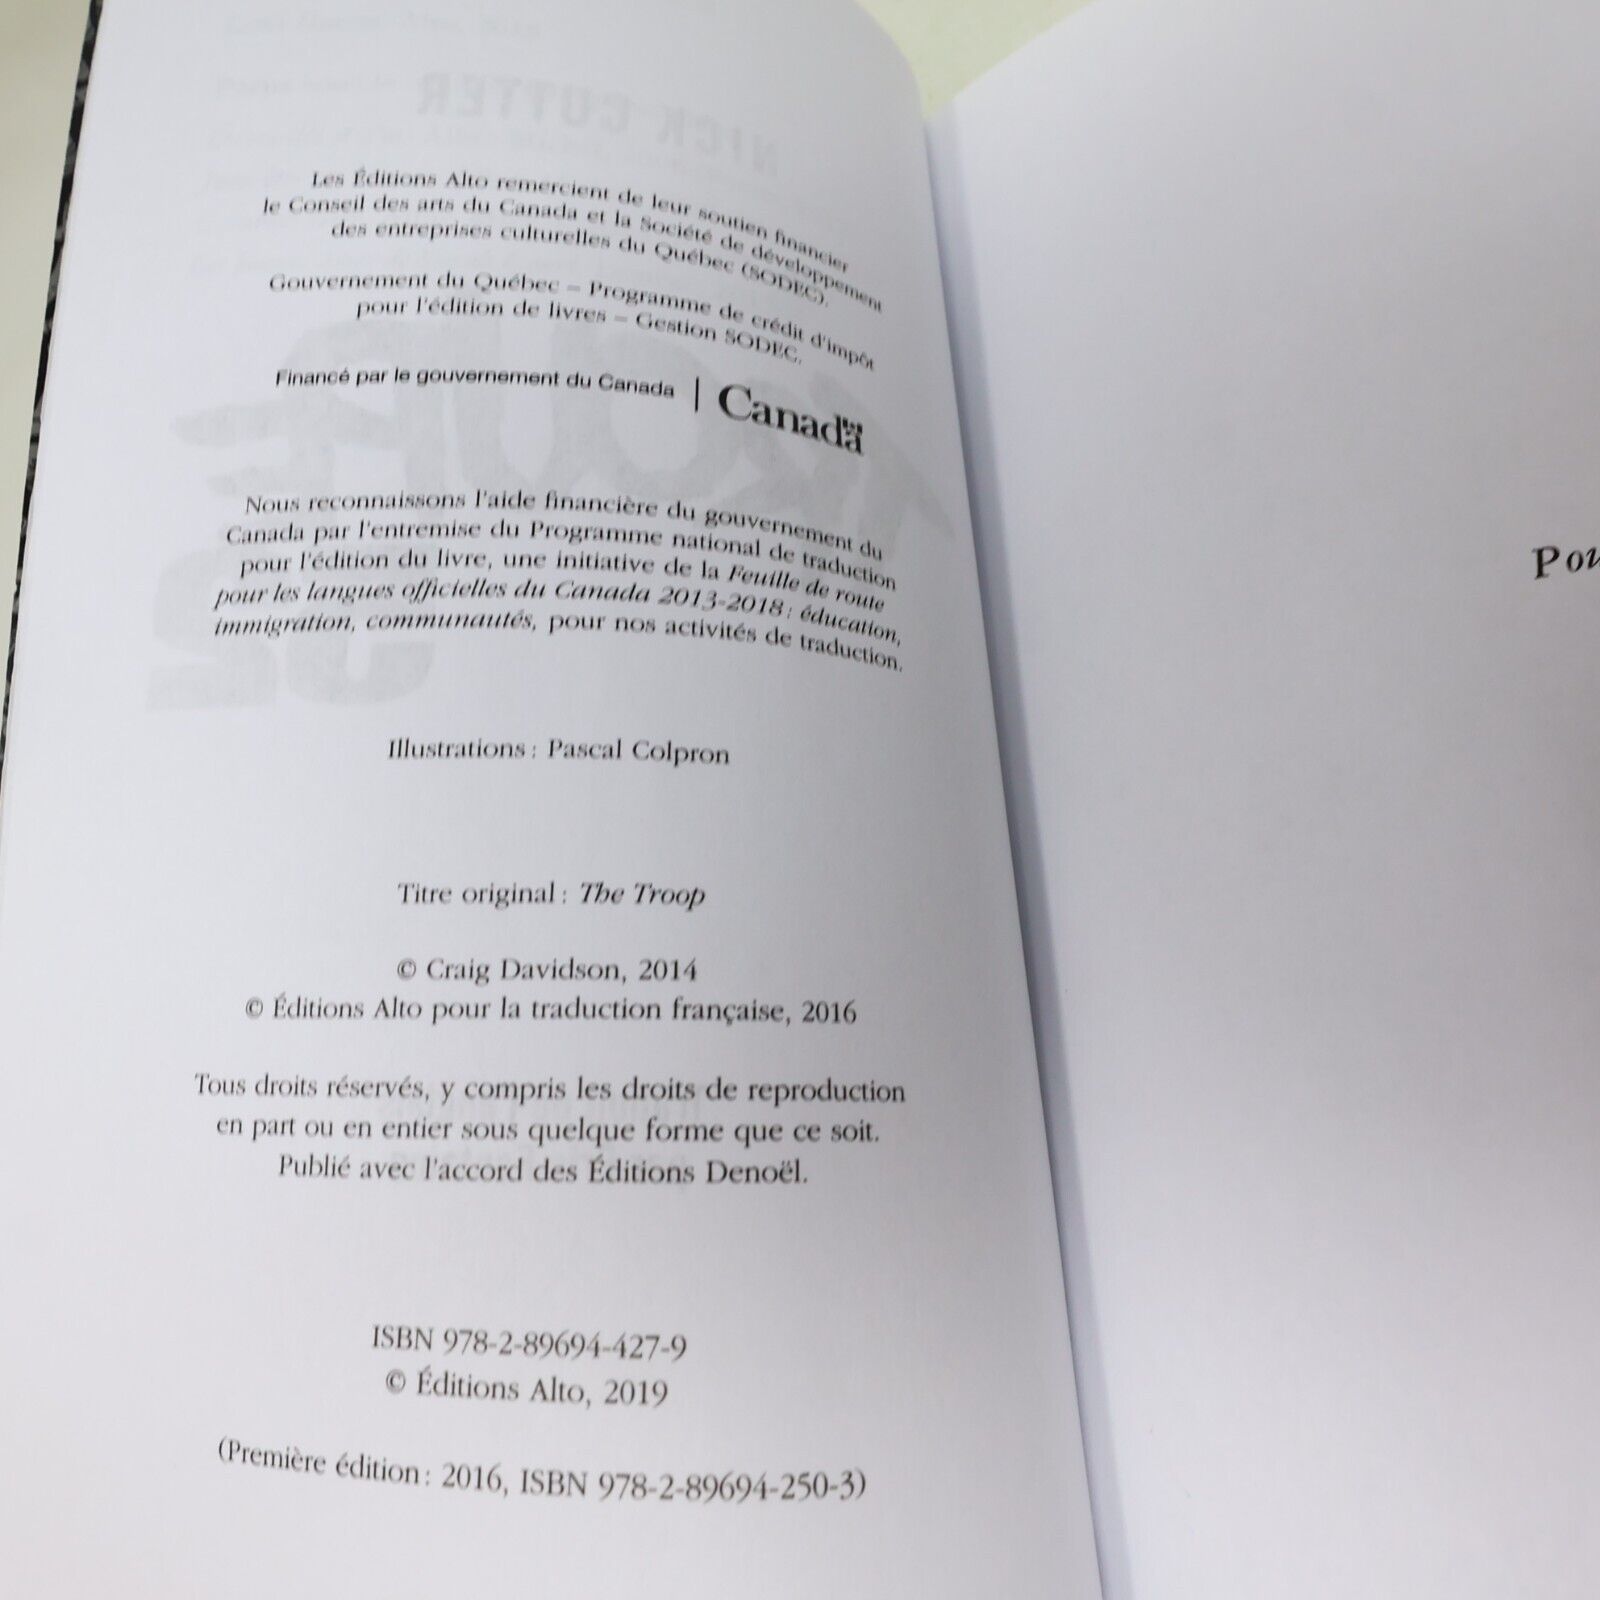 Les Éditions Alto remercient de leur soutien financier
le Conseil des arts du Canada et la Société de développement
des entreprises culturelles du Québec (SODEC).
Gouvernement du Québec – Programme de crédit d'impôt
pour l'édition de livres – Gestion SODEC.
Financé par le gouvernement du Canada | Canada
Nous reconnaissons l'aide financière du gouvernement du
Canada par l'entremise du Programme national de traduction
pour l'édition du livre, une initiative de la Feuille de route
pour les langues officielles du Canada 2013-2018 : éducation,
immigration, communautés, pour nos activités de traduction.
Illustrations : Pascal Colpron
Titre original : The Troop
© Craig Davidson, 2014
© Éditions Alto pour la traduction française, 2016
Tous droits réservés, y compris les droits de reproduction
en part ou en entier sous quelque forme que ce soit.
Publié avec l'accord des Éditions Denoël.
ISBN 978-2-89694-427-9
© Éditions Alto, 2019
(Première édition : 2016, ISBN 978-2-89694-250-3)
NICK CUTTER